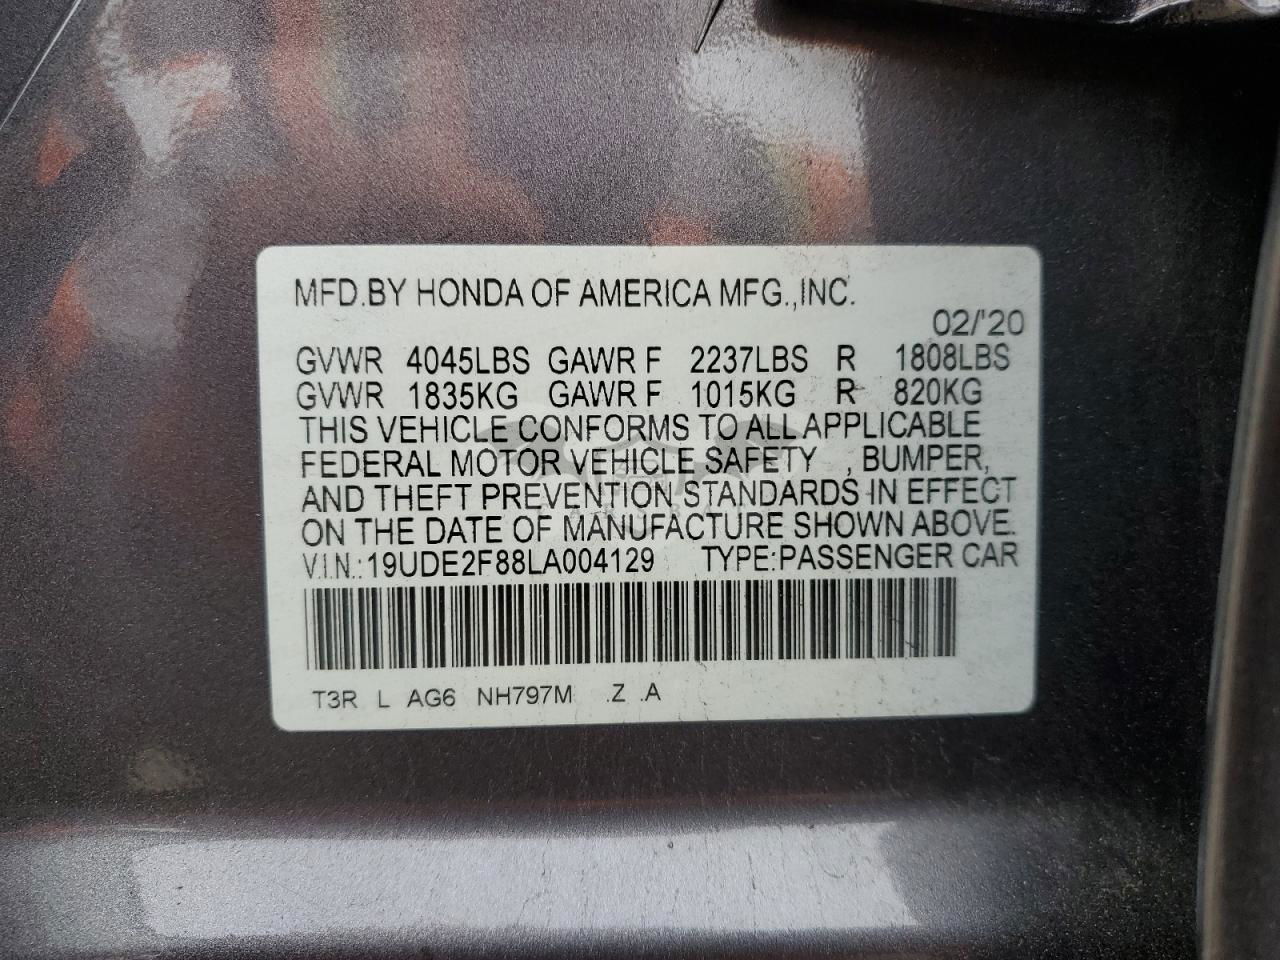 MFD.BY HONDA OF AMERICA MFG.,INC.
02/'20
GVWR 4045LBS GAWR F 2237LBS R 1808LBS
GVWR 1835KG GAWR F 1015KG R 820KG
THIS VEHICLE CONFORMS TO ALL APPLICABLE
FEDERAL MOTOR VEHICLE SAFETY , BUMPER,
AND THEFT PREVENTION STANDARDS IN EFFECT
ON THE DATE OF MANUFACTURE SHOWN ABOVE.
V.I.N.:19UDE2F88LA004129 TYPE:PASSENGER CAR
T3R L AG6 NH797M .Z .A